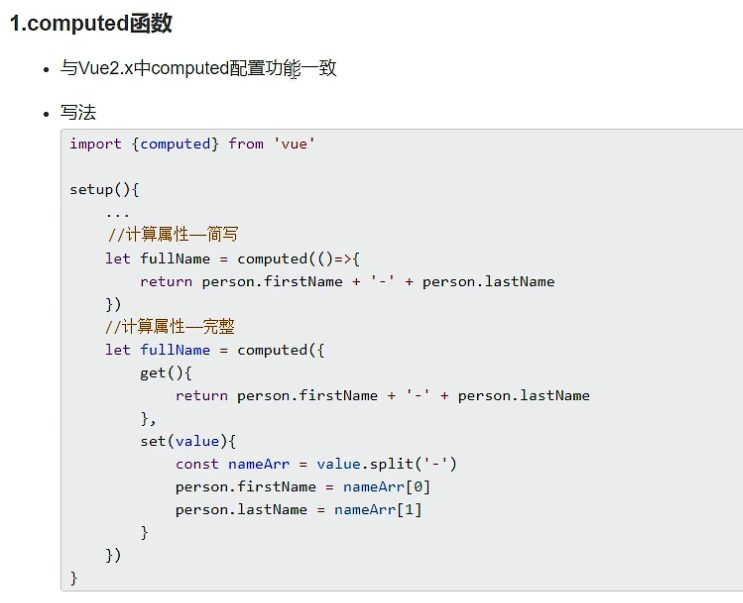 1.computed函数
与Vue2.x中computed配置功能一致
写法
import {computed} from 'vue'
setup(){
...
//计算属性——简写
let fullName = computed(()=>{
return person.firstName + '-' + person.lastName
})
//计算属性——完整
let fullName = computed({
get(){
return person.firstName + '-' + person.lastName
},
set(value){
const nameArr = value.split('-')
person.firstName = nameArr[0]
person.lastName = nameArr[1]
}
})
}